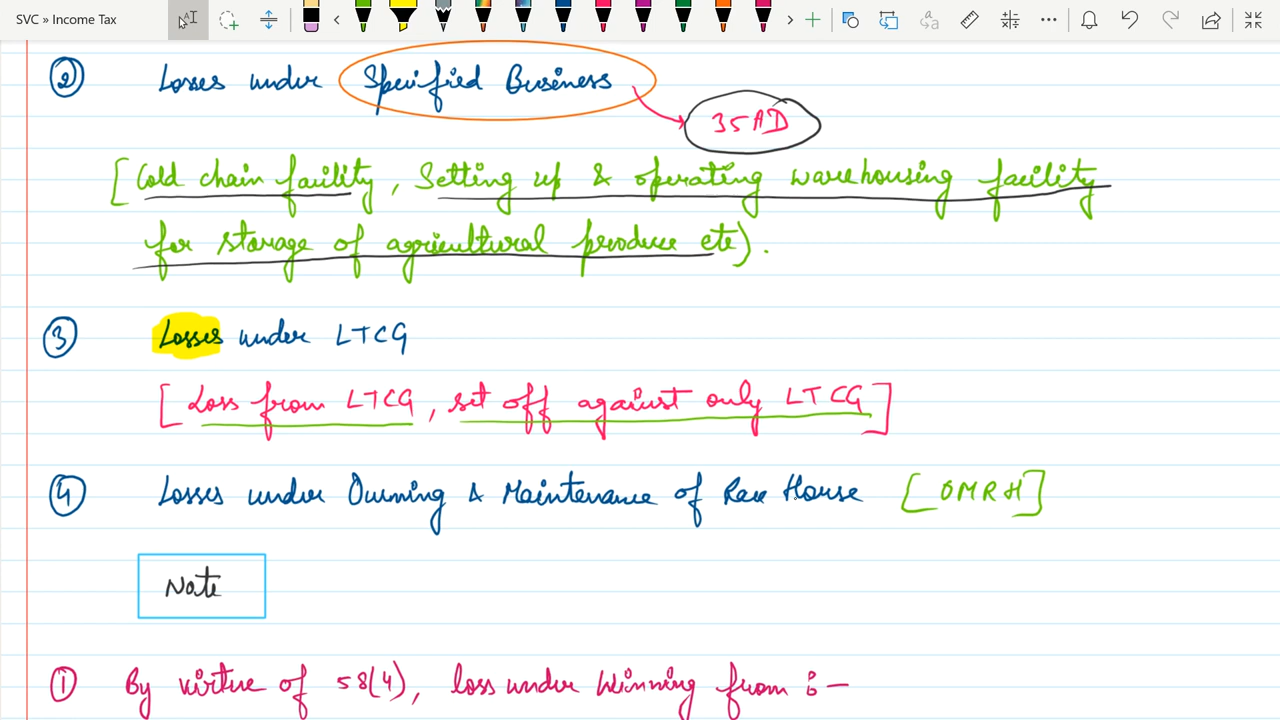 SVC » Income Tax
② Losses under Specified Business
35AD
[Cold chain facility, Setting up & operating warehousing facility
for storage of agricultural produce etc).
③ Losses under LTCG
[Loss from LTCG, set off against only LTCG]
④ Losses under Owning & Maintenance of Race House [OMRH]
Note
① By virtue of 58(4), loss under Winning from :-